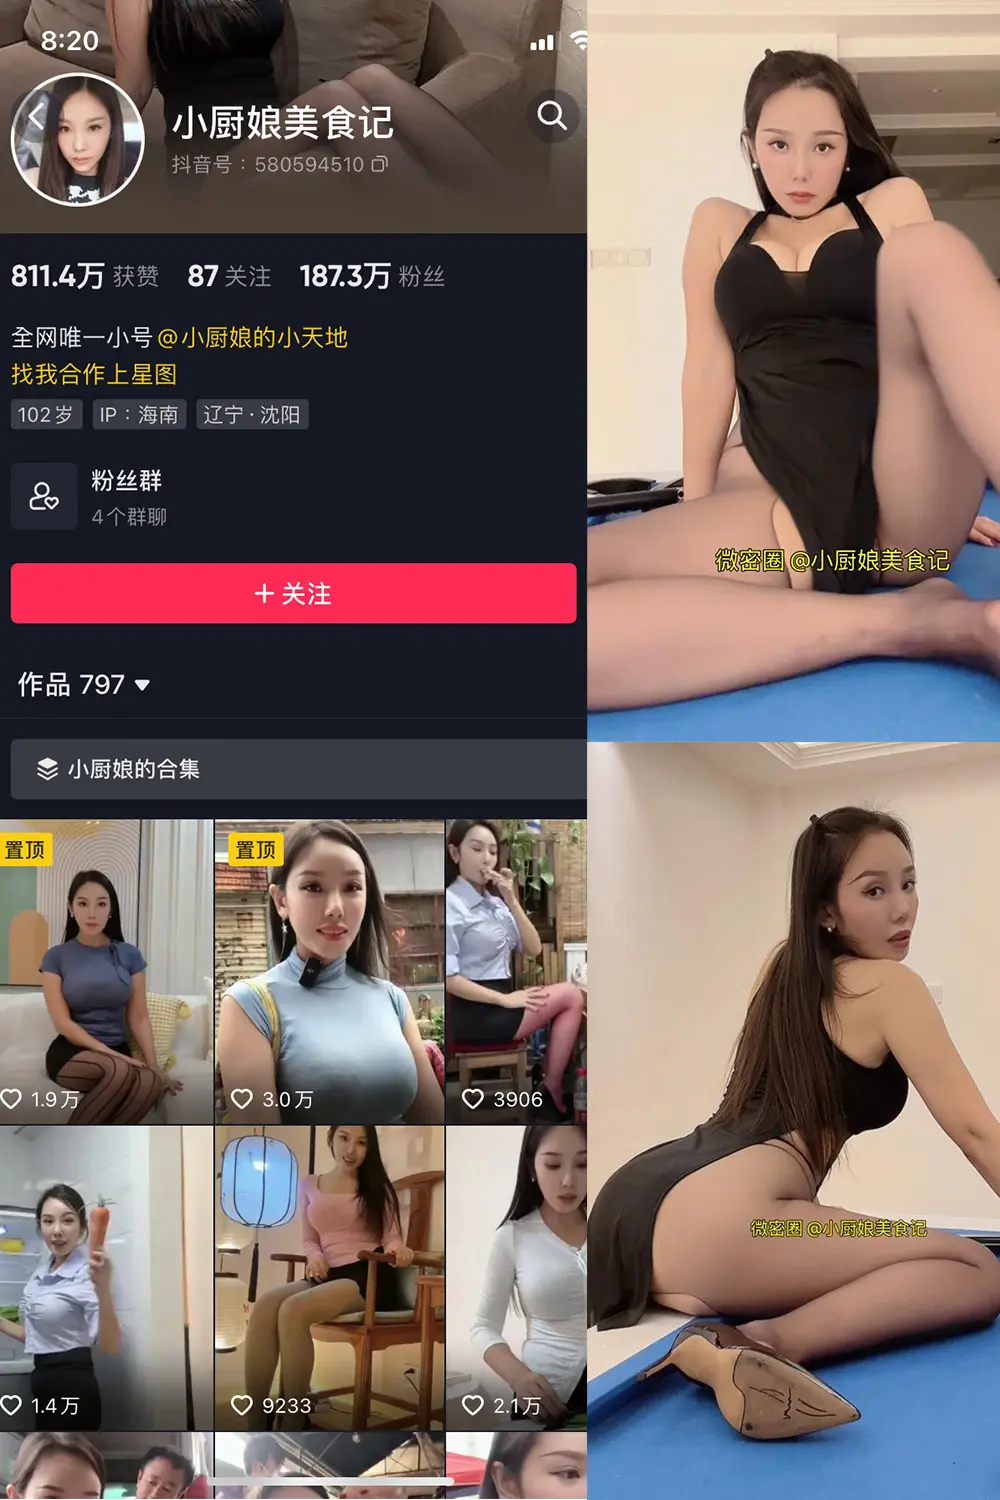 8:20
小厨娘美食记
抖音号：580594510
811.4万 获赞 87 关注 187.3万 粉丝
全网唯一小号@小厨娘的小天地
找我合作上星图
102岁 IP：海南 辽宁·沈阳
粉丝群
4个群聊
+ 关注
作品 797
小厨娘的合集
置顶
置顶
1.9万
3.0万
3906
1.4万
9233
2.1万
微密圈 @小厨娘美食记
微密圈 @小厨娘美食记